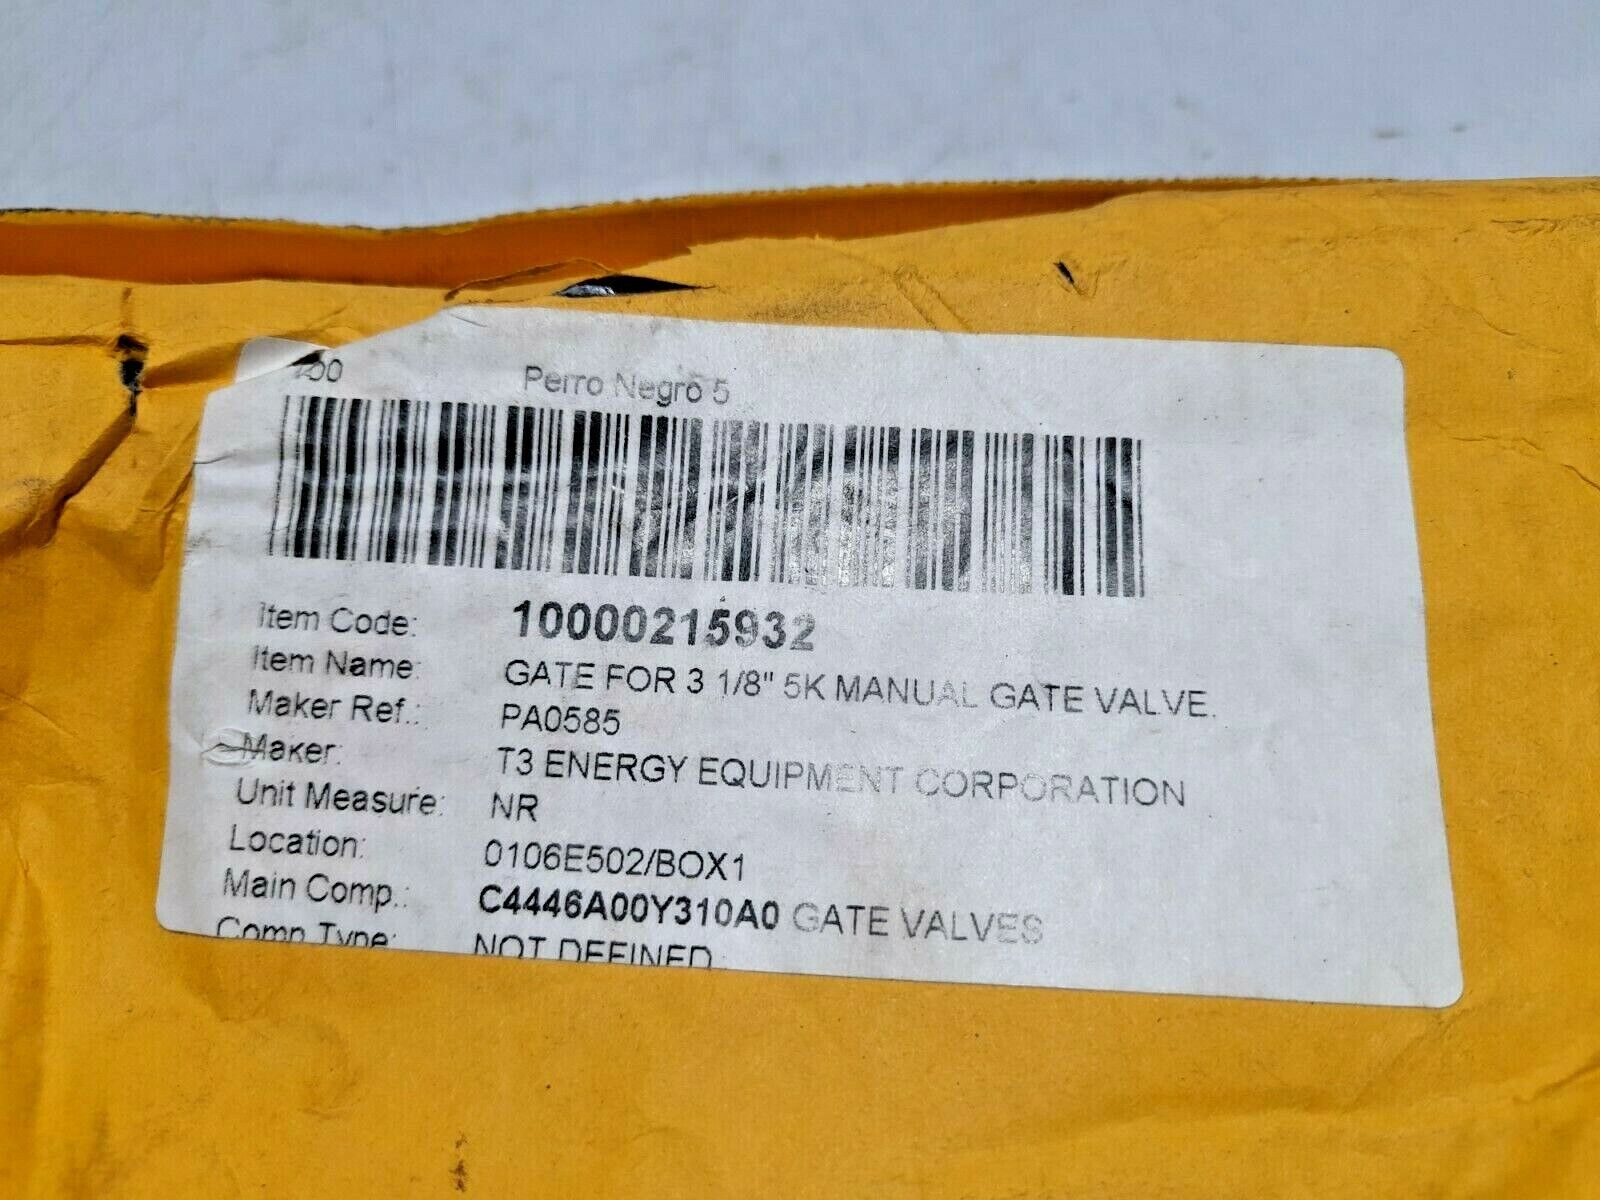 Perro Negro 5
Item Code: 10000215932
Item Name: GATE FOR 3 1/8" 5K MANUAL GATE VALVE.
Maker Ref.: PA0585
Maker: T3 ENERGY EQUIPMENT CORPORATION
Unit Measure: NR
Location: 0106E502/BOX1
Main Comp.: C4446A00Y310A0 GATE VALVES
Comp Type: NOT DEFINED